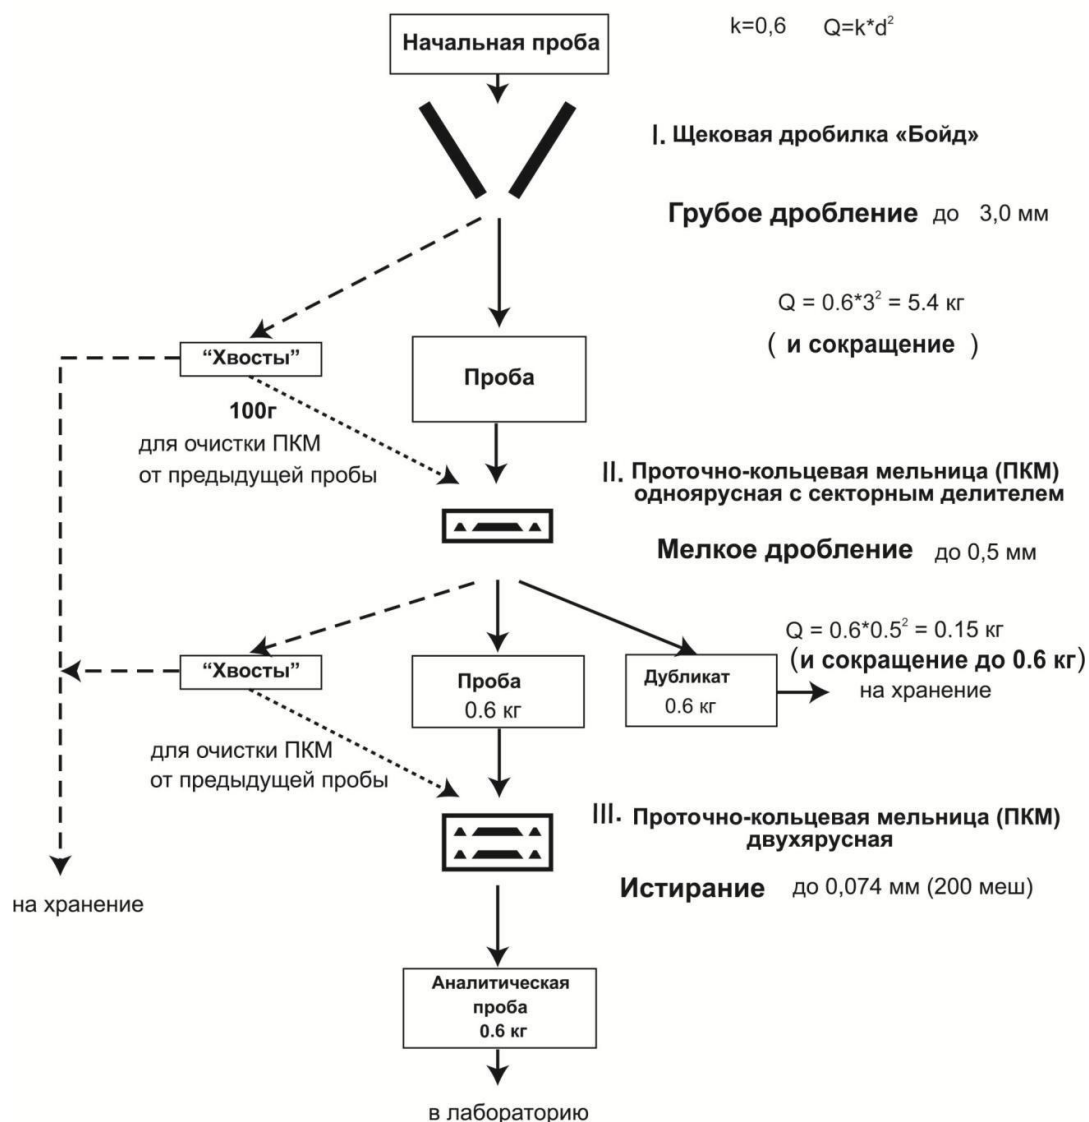 k=0,6 Q=k*d²
Начальная проба
I. Щековая дробилка «Бойд»
Грубое дробление до 3,0 мм
Q = 0.6*3² = 5.4 кг
( и сокращение )
“Хвосты”
Проба
100г
для очистки ПКМ
от предыдущей пробы
II. Проточно-кольцевая мельница (ПКМ)
одноярусная с секторным делителем
Мелкое дробление до 0,5 мм
Q = 0.6*0.5² = 0.15 кг
(и сокращение до 0.6 кг)
“Хвосты”
Проба
0.6 кг
Дубликат
0.6 кг
на хранение
для очистки ПКМ
от предыдущей пробы
III. Проточно-кольцевая мельница (ПКМ)
двухярусная
Истирание до 0,074 мм (200 меш)
на хранение
Аналитическая
проба
0.6 кг
в лабораторию